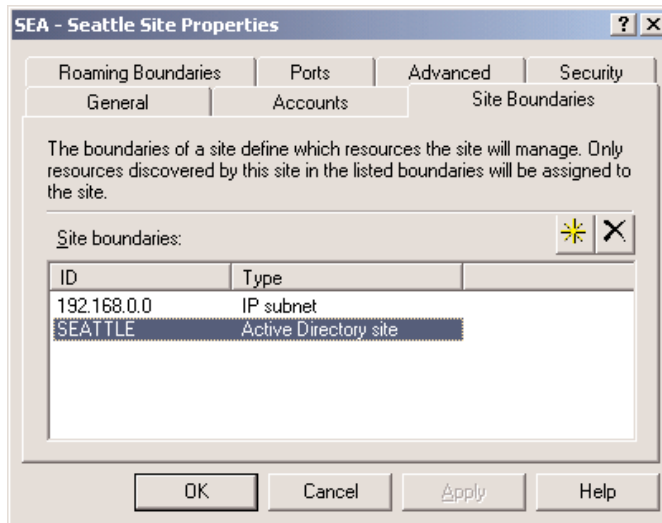 SEA - Seattle Site Properties
Roaming Boundaries Ports Advanced Security
General Accounts Site Boundaries
The boundaries of a site define which resources the site will manage. Only
resources discovered by this site in the listed boundaries will be assigned to
the site.
Site boundaries:
ID Type
192.168.0.0 IP subnet
SEATTLE Active Directory site
OK Cancel Apply Help